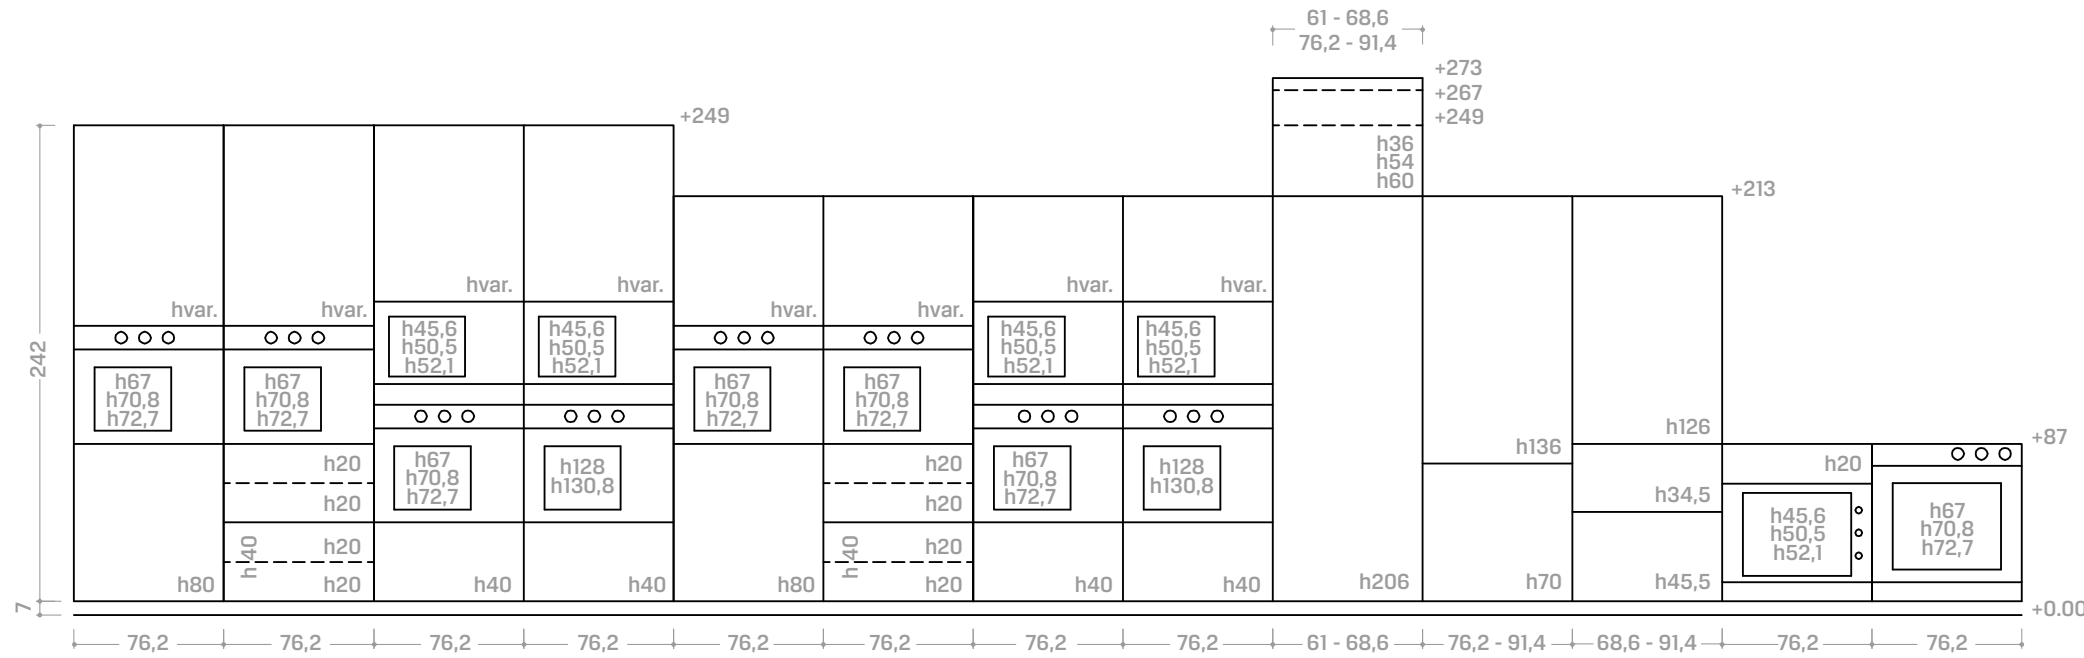 61 - 68,6
76,2 - 91,4
+273
+267
+249
+249
h36
h54
h60
+213
hvar.
hvar.
hvar.
hvar.
hvar.
hvar.
hvar.
hvar.
242
h67
h70,8
h72,7
h67
h70,8
h72,7
h45,6
h50,5
h52,1
h45,6
h50,5
h52,1
h67
h70,8
h72,7
h67
h70,8
h72,7
h45,6
h50,5
h52,1
h45,6
h50,5
h52,1
h20
h20
h40
h20
h20
h67
h70,8
h72,7
h128
h130,8
h20
h20
h40
h20
h20
h67
h70,8
h72,7
h128
h130,8
h136
h126
h34,5
h20
+87
h45,6
h50,5
h52,1
h67
h70,8
h72,7
h80
h40
h40
h80
h40
h40
h206
h70
h45,5
7
+0.00
76,2
76,2
76,2
76,2
76,2
76,2
76,2
76,2
61 - 68,6
76,2 - 91,4
68,6 - 91,4
76,2
76,2